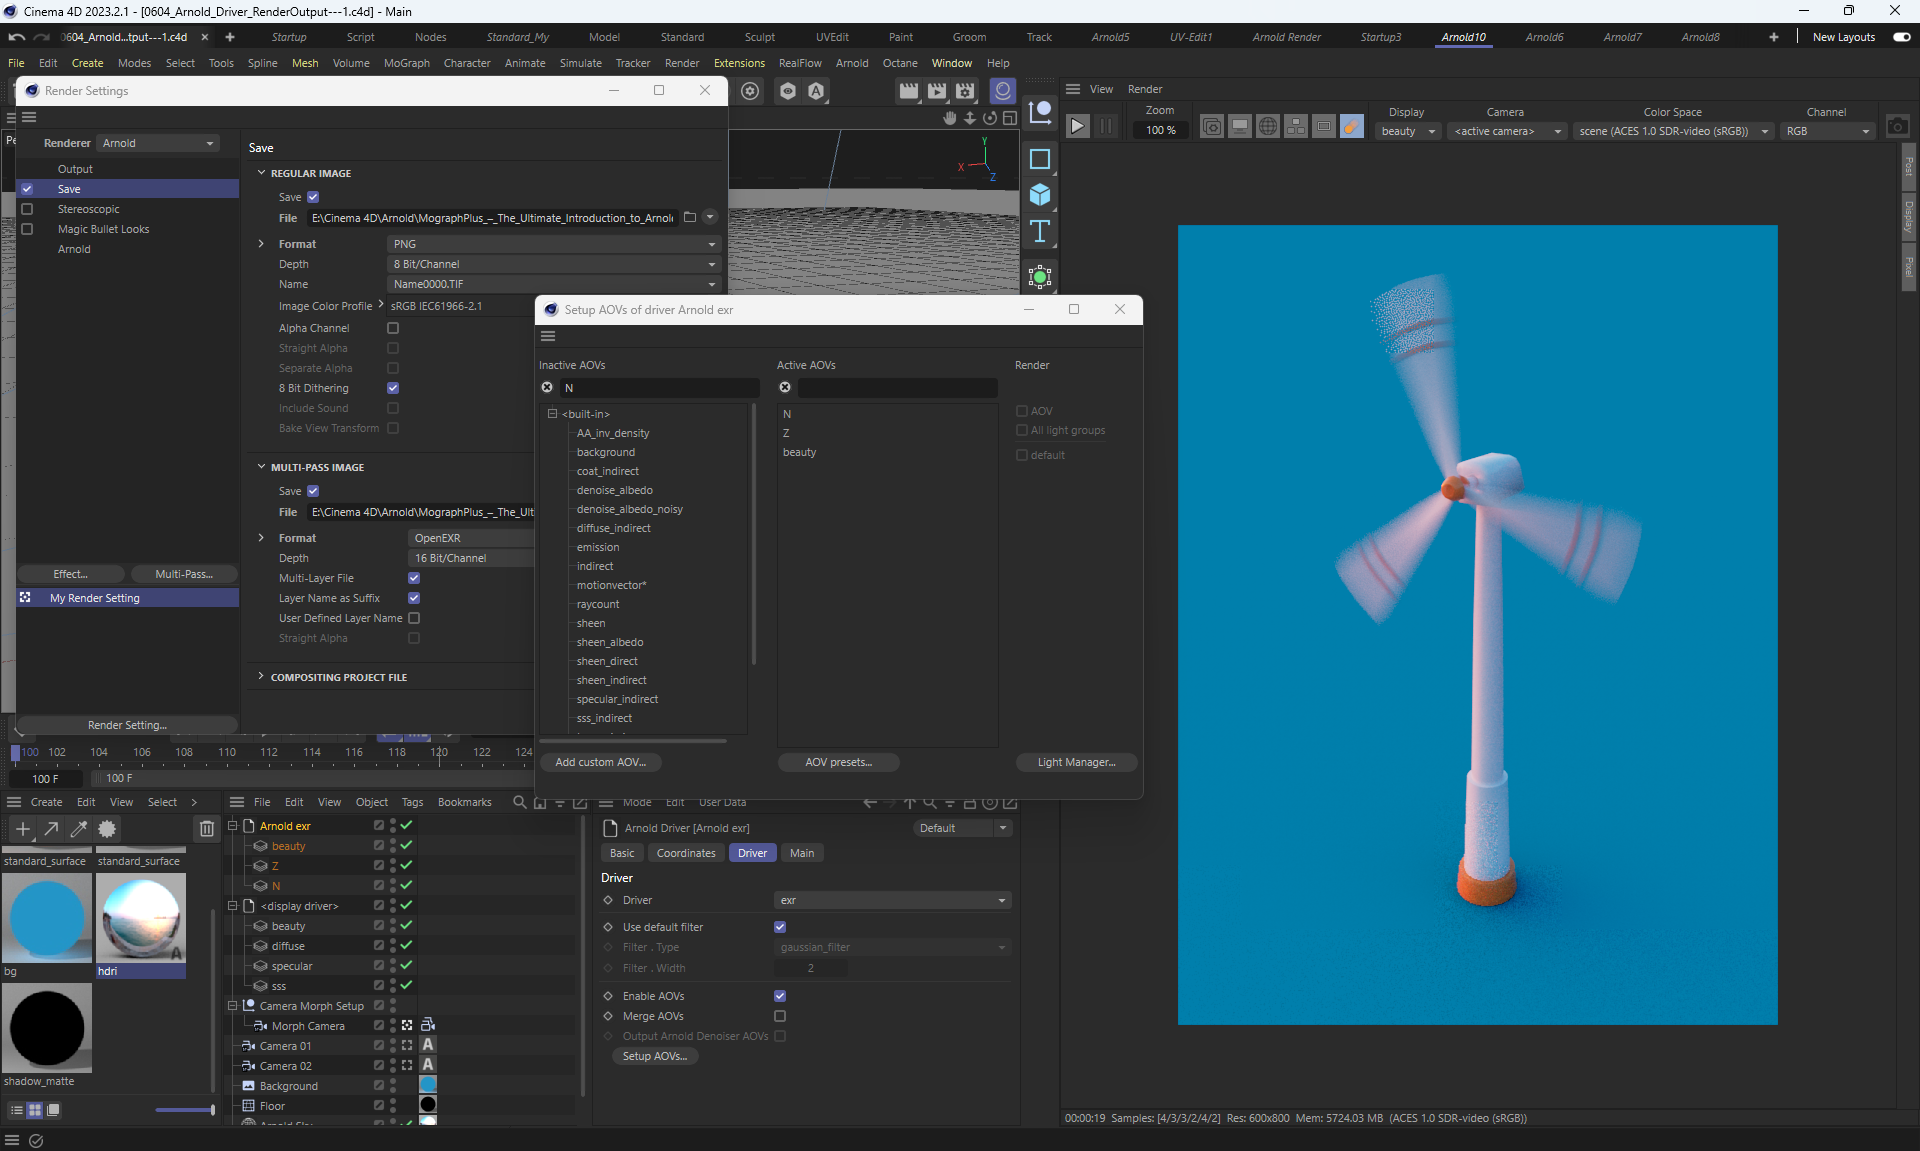 Cinema 4D 2023.2.1 - [0604_Arnold_Driver_RenderOutput---1.c4d] - Main
0604_Arnold...tput---1.c4d
Startup
Script
Nodes
Standard_My
Model
Standard
Sculpt
UVEdit
Paint
Groom
Track
Arnold5
UV-Edit1
Arnold Render
Startup3
Arnold10
Arnold6
Arnold7
Arnold8
New Layouts
File Edit Create Modes Select Tools Spline Mesh Volume MoGraph Character Animate Simulate Tracker Render Extensions RealFlow Arnold Octane Window Help
Render Settings
Renderer Arnold
Output
Save
Stereoscopic
Magic Bullet Looks
Arnold
Effect...
Multi-Pass...
My Render Setting
Render Setting...
Save
REGULAR IMAGE
Save
File E:\Cinema 4D\Arnold\MographPlus_–_The_Ultimate_Introduction_to_Arnol
Format PNG
Depth 8 Bit/Channel
Name Name0000.TIF
Image Color Profile sRGB IEC61966-2.1
Alpha Channel
Straight Alpha
Separate Alpha
8 Bit Dithering
Include Sound
Bake View Transform
MULTI-PASS IMAGE
Save
File E:\Cinema 4D\Arnold\MographPlus_–_The_Ult
Format OpenEXR
Depth 16 Bit/Channel
Multi-Layer File
Layer Name as Suffix
User Defined Layer Name
Straight Alpha
COMPOSITING PROJECT FILE
Pe
Y
X
Z
Setup AOVs of driver Arnold exr
Inactive AOVs
N
<built-in>
AA_inv_density
background
coat_indirect
denoise_albedo
denoise_albedo_noisy
diffuse_indirect
emission
indirect
motionvector*
raycount
sheen
sheen_albedo
sheen_direct
sheen_indirect
specular_indirect
sss_indirect
Add custom AOV...
Active AOVs
N
Z
beauty
AOV presets...
Render
AOV
All light groups
default
Light Manager...
View Render
Zoom
100 %
Display
beauty
Camera
<active camera>
Color Space
scene (ACES 1.0 SDR-video (sRGB))
Channel
RGB
Post
Display
Pixel
00:00:19 Samples: [4/3/3/2/4/2] Res: 600x800 Mem: 5724.03 MB (ACES 1.0 SDR-video (sRGB))
100 102 104 106 108 110 112 114 116 118 120 122 124
100 F
100 F
Create Edit View Select
standard_surface
standard_surface
bg
hdri
A
shadow_matte
File Edit View Object Tags Bookmarks
Arnold exr
beauty
Z
N
<display driver>
beauty
diffuse
specular
sss
Camera Morph Setup
Morph Camera
Camera 01
A
Camera 02
A
Background
Floor
Mode Edit User Data
Arnold Driver [Arnold exr]
Default
Basic
Coordinates
Driver
Main
Driver
Driver exr
Use default filter
Filter . Type gaussian_filter
Filter . Width 2
Enable AOVs
Merge AOVs
Output Arnold Denoiser AOVs
Setup AOVs...